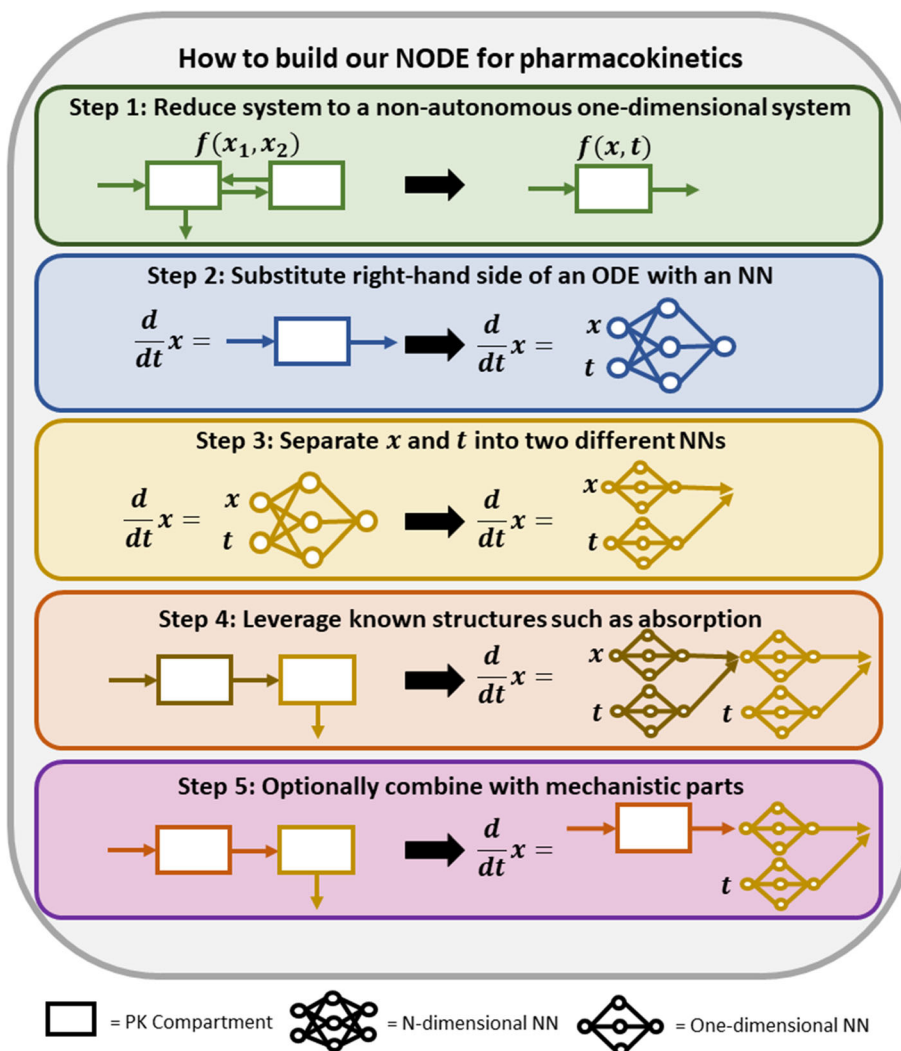 How to build our NODE for pharmacokinetics
Step 1: Reduce system to a non-autonomous one-dimensional system
f(x₁, x₂)
f(x, t)
Step 2: Substitute right-hand side of an ODE with an NN
d/dt x =
d/dt x =
x
t
Step 3: Separate x and t into two different NNs
d/dt x =
x
t
d/dt x =
x
t
Step 4: Leverage known structures such as absorption
d/dt x =
x
t
t
Step 5: Optionally combine with mechanistic parts
d/dt x =
t
= PK Compartment
= N-dimensional NN
= One-dimensional NN